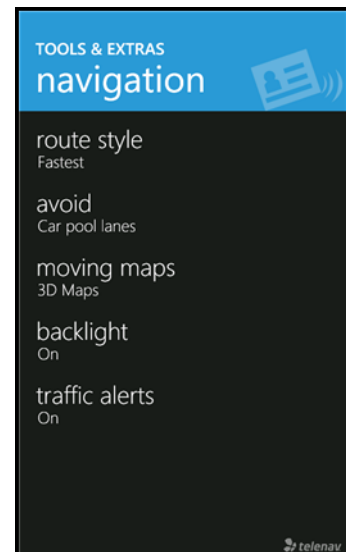 TOOLS & EXTRAS
navigation
route style
Fastest
avoid
Car pool lanes
moving maps
3D Maps
backlight
On
traffic alerts
On
telenav